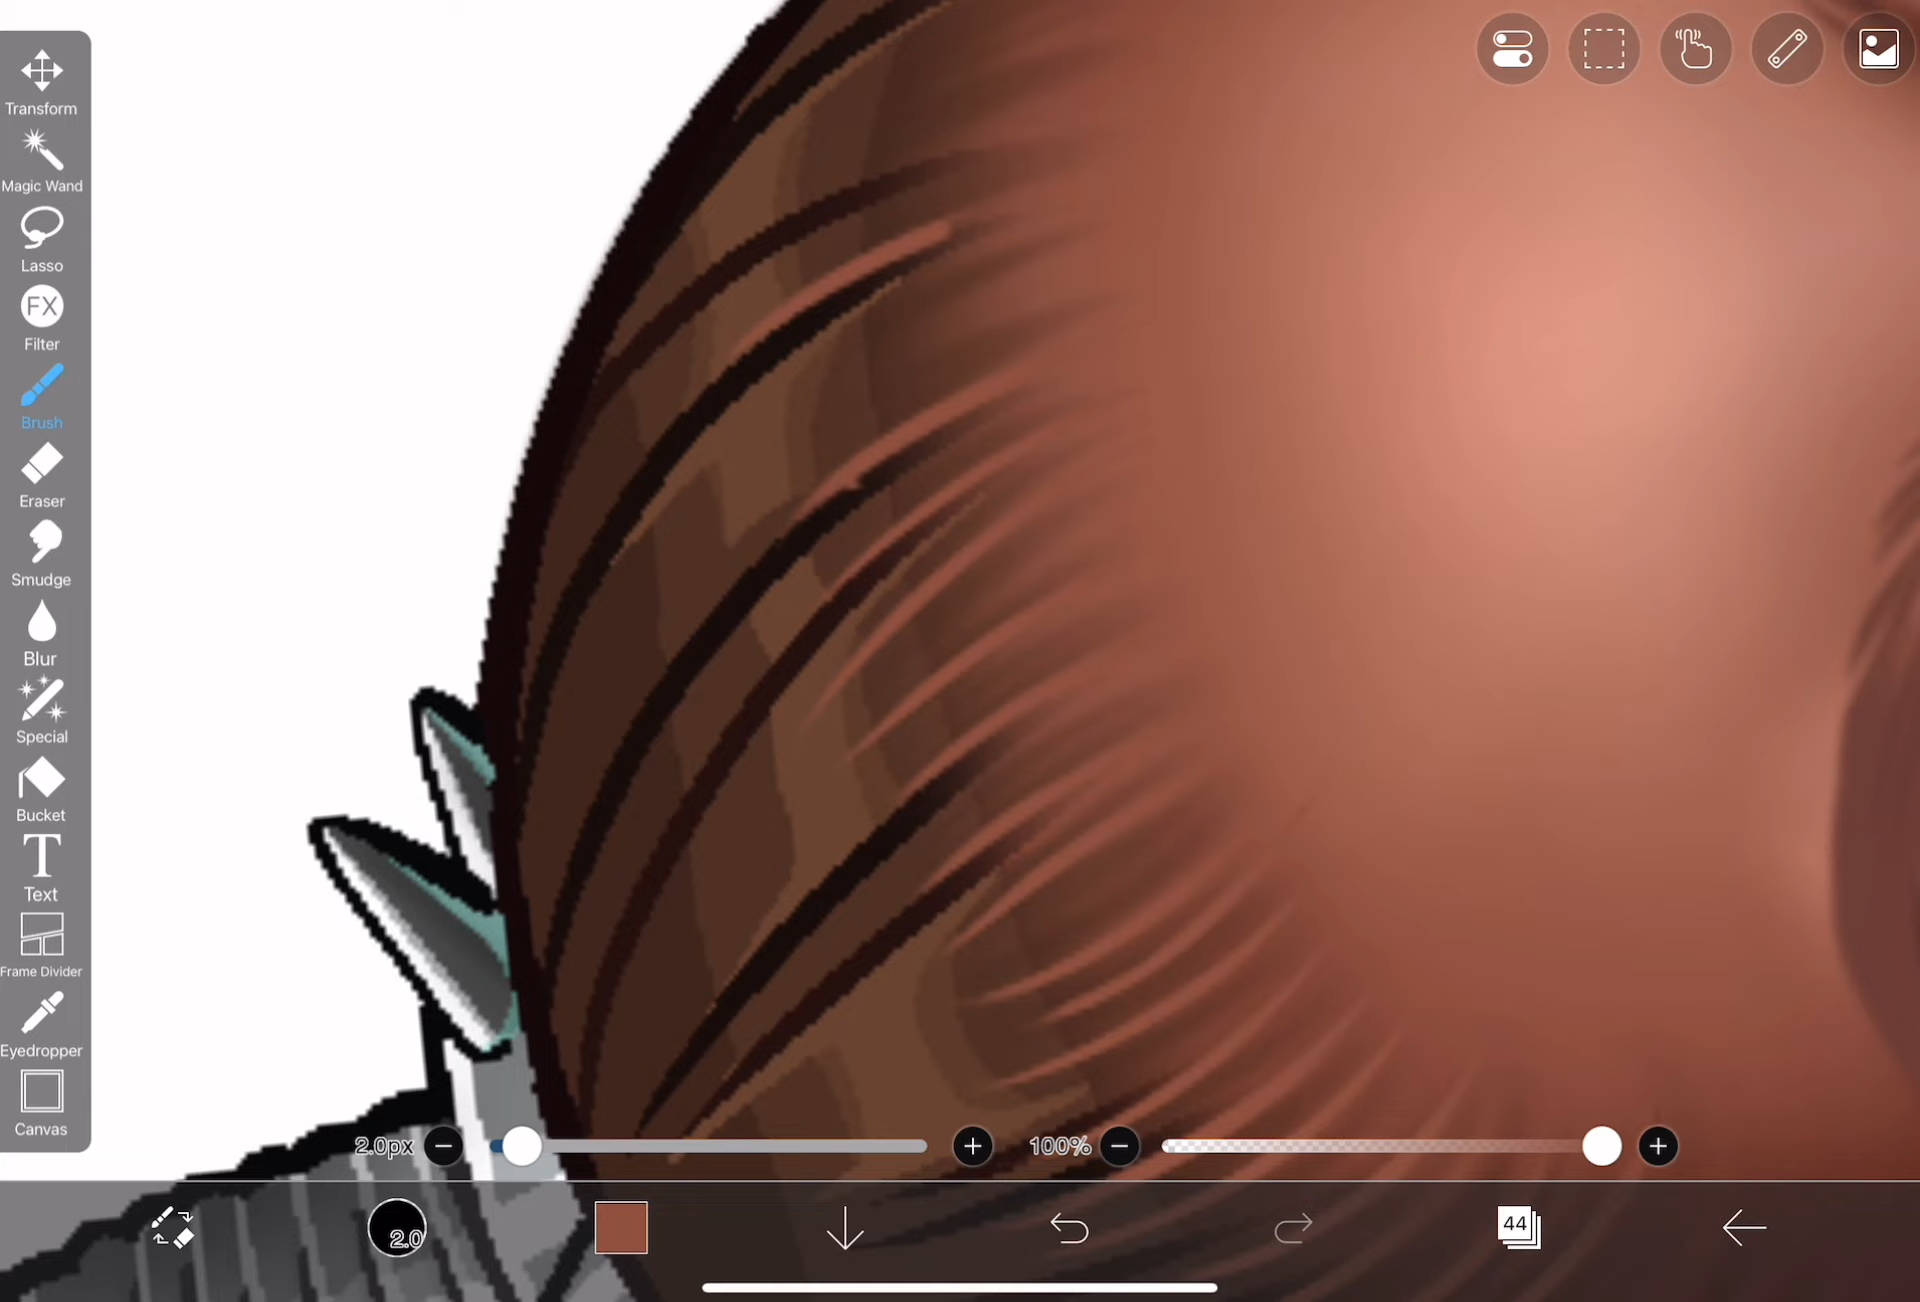 Transform
Magic Wand
Lasso
FX
Filter
Brush
Eraser
Smudge
Blur
Special
Bucket
T
Text
Frame Divider
Eyedropper
Canvas
2.0px
100%
2.0
44